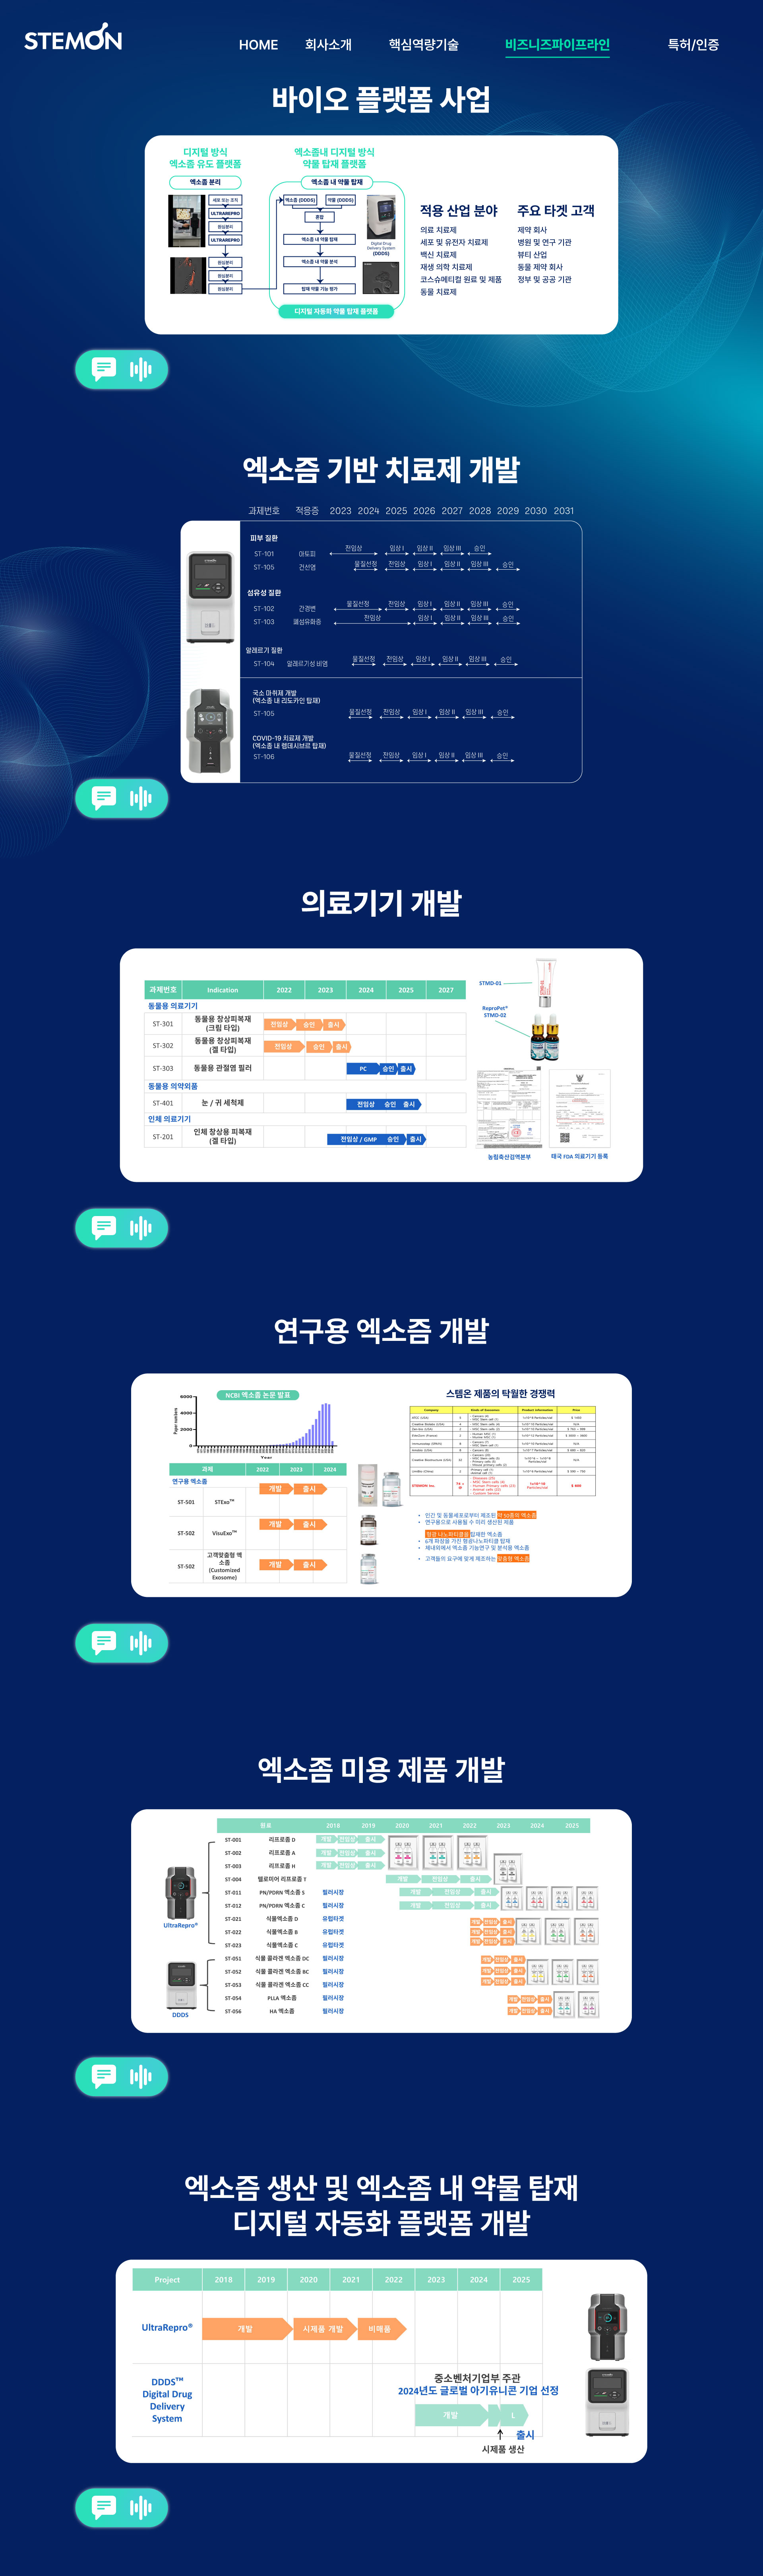 STEMON
HOME 회사소개 핵심역량기술 비즈니즈파이프라인 특허/인증
바이오 플랫폼 사업
디지털 방식
엑소좀 유도 플랫폼
엑소좀 분리
세포 또는 조직
ULTRAREPRO
원심분리
ULTRAREPRO
원심분리
원심분리
원심분리
엑소좀내 디지털 방식
약물 탑재 플랫폼
엑소좀 내 약물 탑재
엑소좀 (DDDS) 약물 (DDDS)
혼합
엑소좀 내 약물 탑재
엑소좀 내 약물 분석
탑재 약물 기능 평가
Digital Drug
Delivery System
(DDDS)
디지털 자동화 약물 탑재 플랫폼
적용 산업 분야
의료 치료제
세포 및 유전자 치료제
백신 치료제
재생 의학 치료제
코스슈메티컬 원료 및 제품
동물 치료제
주요 타겟 고객
제약 회사
병원 및 연구 기관
뷰티 산업
동물 제약 회사
정부 및 공공 기관
엑소즘 기반 치료제 개발
과제번호 적응증 2023 2024 2025 2026 2027 2028 2029 2030 2031
피부 질환
ST-101 아토피 전임상 임상 I 임상 II 임상 III 승인
ST-105 건선염 물질선정 전임상 임상 I 임상 II 임상 III 승인
섬유성 질환
ST-102 간경변 물질선정 전임상 임상 I 임상 II 임상 III 승인
ST-103 폐섬유화증 전임상 임상 I 임상 II 임상 III 승인
알레르기 질환
ST-104 알레르기성 비염 물질선정 전임상 임상 I 임상 II 임상 III 승인
국소 마취제 개발
(엑소좀 내 리도카인 탑재)
ST-105 물질선정 전임상 임상 I 임상 II 임상 III 승인
COVID-19 치료제 개발
(엑소좀 내 렘데시브르 탑재)
ST-106 물질선정 전임상 임상 I 임상 II 임상 III 승인
의료기기 개발
과제번호 Indication 2022 2023 2024 2025 2027
동물용 의료기기
ST-301 동물용 창상피복재
(크림 타입) 전임상 승인 출시
ST-302 동물용 창상피복재
(겔 타입) 전임상 승인 출시
ST-303 동물용 관절염 필러 PC 승인 출시
동물용 의약외품
ST-401 눈 / 귀 세척제 전임상 승인 출시
인체 의료기기
ST-201 인체 창상용 피복재
(겔 타입) 전임상 / GMP 승인 출시
STMD-01
ReproPet®
STMD-02
농림축산검역본부 태국 FDA 의료기기 등록
연구용 엑소즘 개발
NCBI 엑소좀 논문 발표
Paper numbers
6000
4000
2000
0
Year
과제 2022 2023 2024
연구용 엑소좀
ST-501 STExo™ 개발 출시
ST-502 VisuExo™ 개발 출시
ST-502 고객맞춤형 엑
소좀
(Customized
Exosome) 개발 출시
스템온 제품의 탁월한 경쟁력
Company Kinds of Exosomes Product information Price
STEMON Inc.
• 인간 및 동물세포로부터 제조된 약 50종의 엑소좀
• 연구용으로 사용될 수 미리 생산된 제품
형광 나노파티클을 탑재한 엑소좀
• 6개 파장을 가진 형광나노파티클 탑재
• 체내외에서 엑소좀 기능연구 및 분석용 엑소좀
• 고객들의 요구에 맞게 제조하는 맞춤형 엑소좀
엑소좀 미용 제품 개발
원료 2018 2019 2020 2021 2022 2023 2024 2025
ST-001 리프로좀 D 개발 전임상 출시
ST-002 리프로좀 A 개발 전임상 출시
ST-003 리프로좀 H 개발 전임상 출시
ST-004 텔로미어 리프로좀 T 개발 전임상 출시
ST-011 PN/PDRN 엑소좀 S 필러시장 개발 전임상 출시
ST-012 PN/PDRN 엑소좀 C 필러시장 개발 전임상 출시
ST-021 식물엑소좀 D 유럽타겟 개발 전임상 출시
ST-022 식물엑소좀 B 유럽타겟 개발 전임상 출시
ST-023 식물엑소좀 C 유럽타겟 개발 전임상 출시
ST-051 식물 콜라겐 엑소좀 DC 필러시장 개발 전임상 출시
ST-052 식물 콜라겐 엑소좀 BC 필러시장 개발 전임상 출시
ST-053 식물 콜라겐 엑소좀 CC 필러시장 개발 전임상 출시
ST-054 PLLA 엑소좀 필러시장 개발 전임상 출시
ST-056 HA 엑소좀 필러시장 개발 전임상 출시
UltraRepro®
DDDS
엑소즘 생산 및 엑소좀 내 약물 탑재
디지털 자동화 플랫폼 개발
Project 2018 2019 2020 2021 2022 2023 2024 2025
UltraRepro® 개발 시제품 개발 비매품
DDDS™
Digital Drug
Delivery
System
중소벤처기업부 주관
2024년도 글로벌 아기유니콘 기업 선정
개발 L
출시
시제품 생산